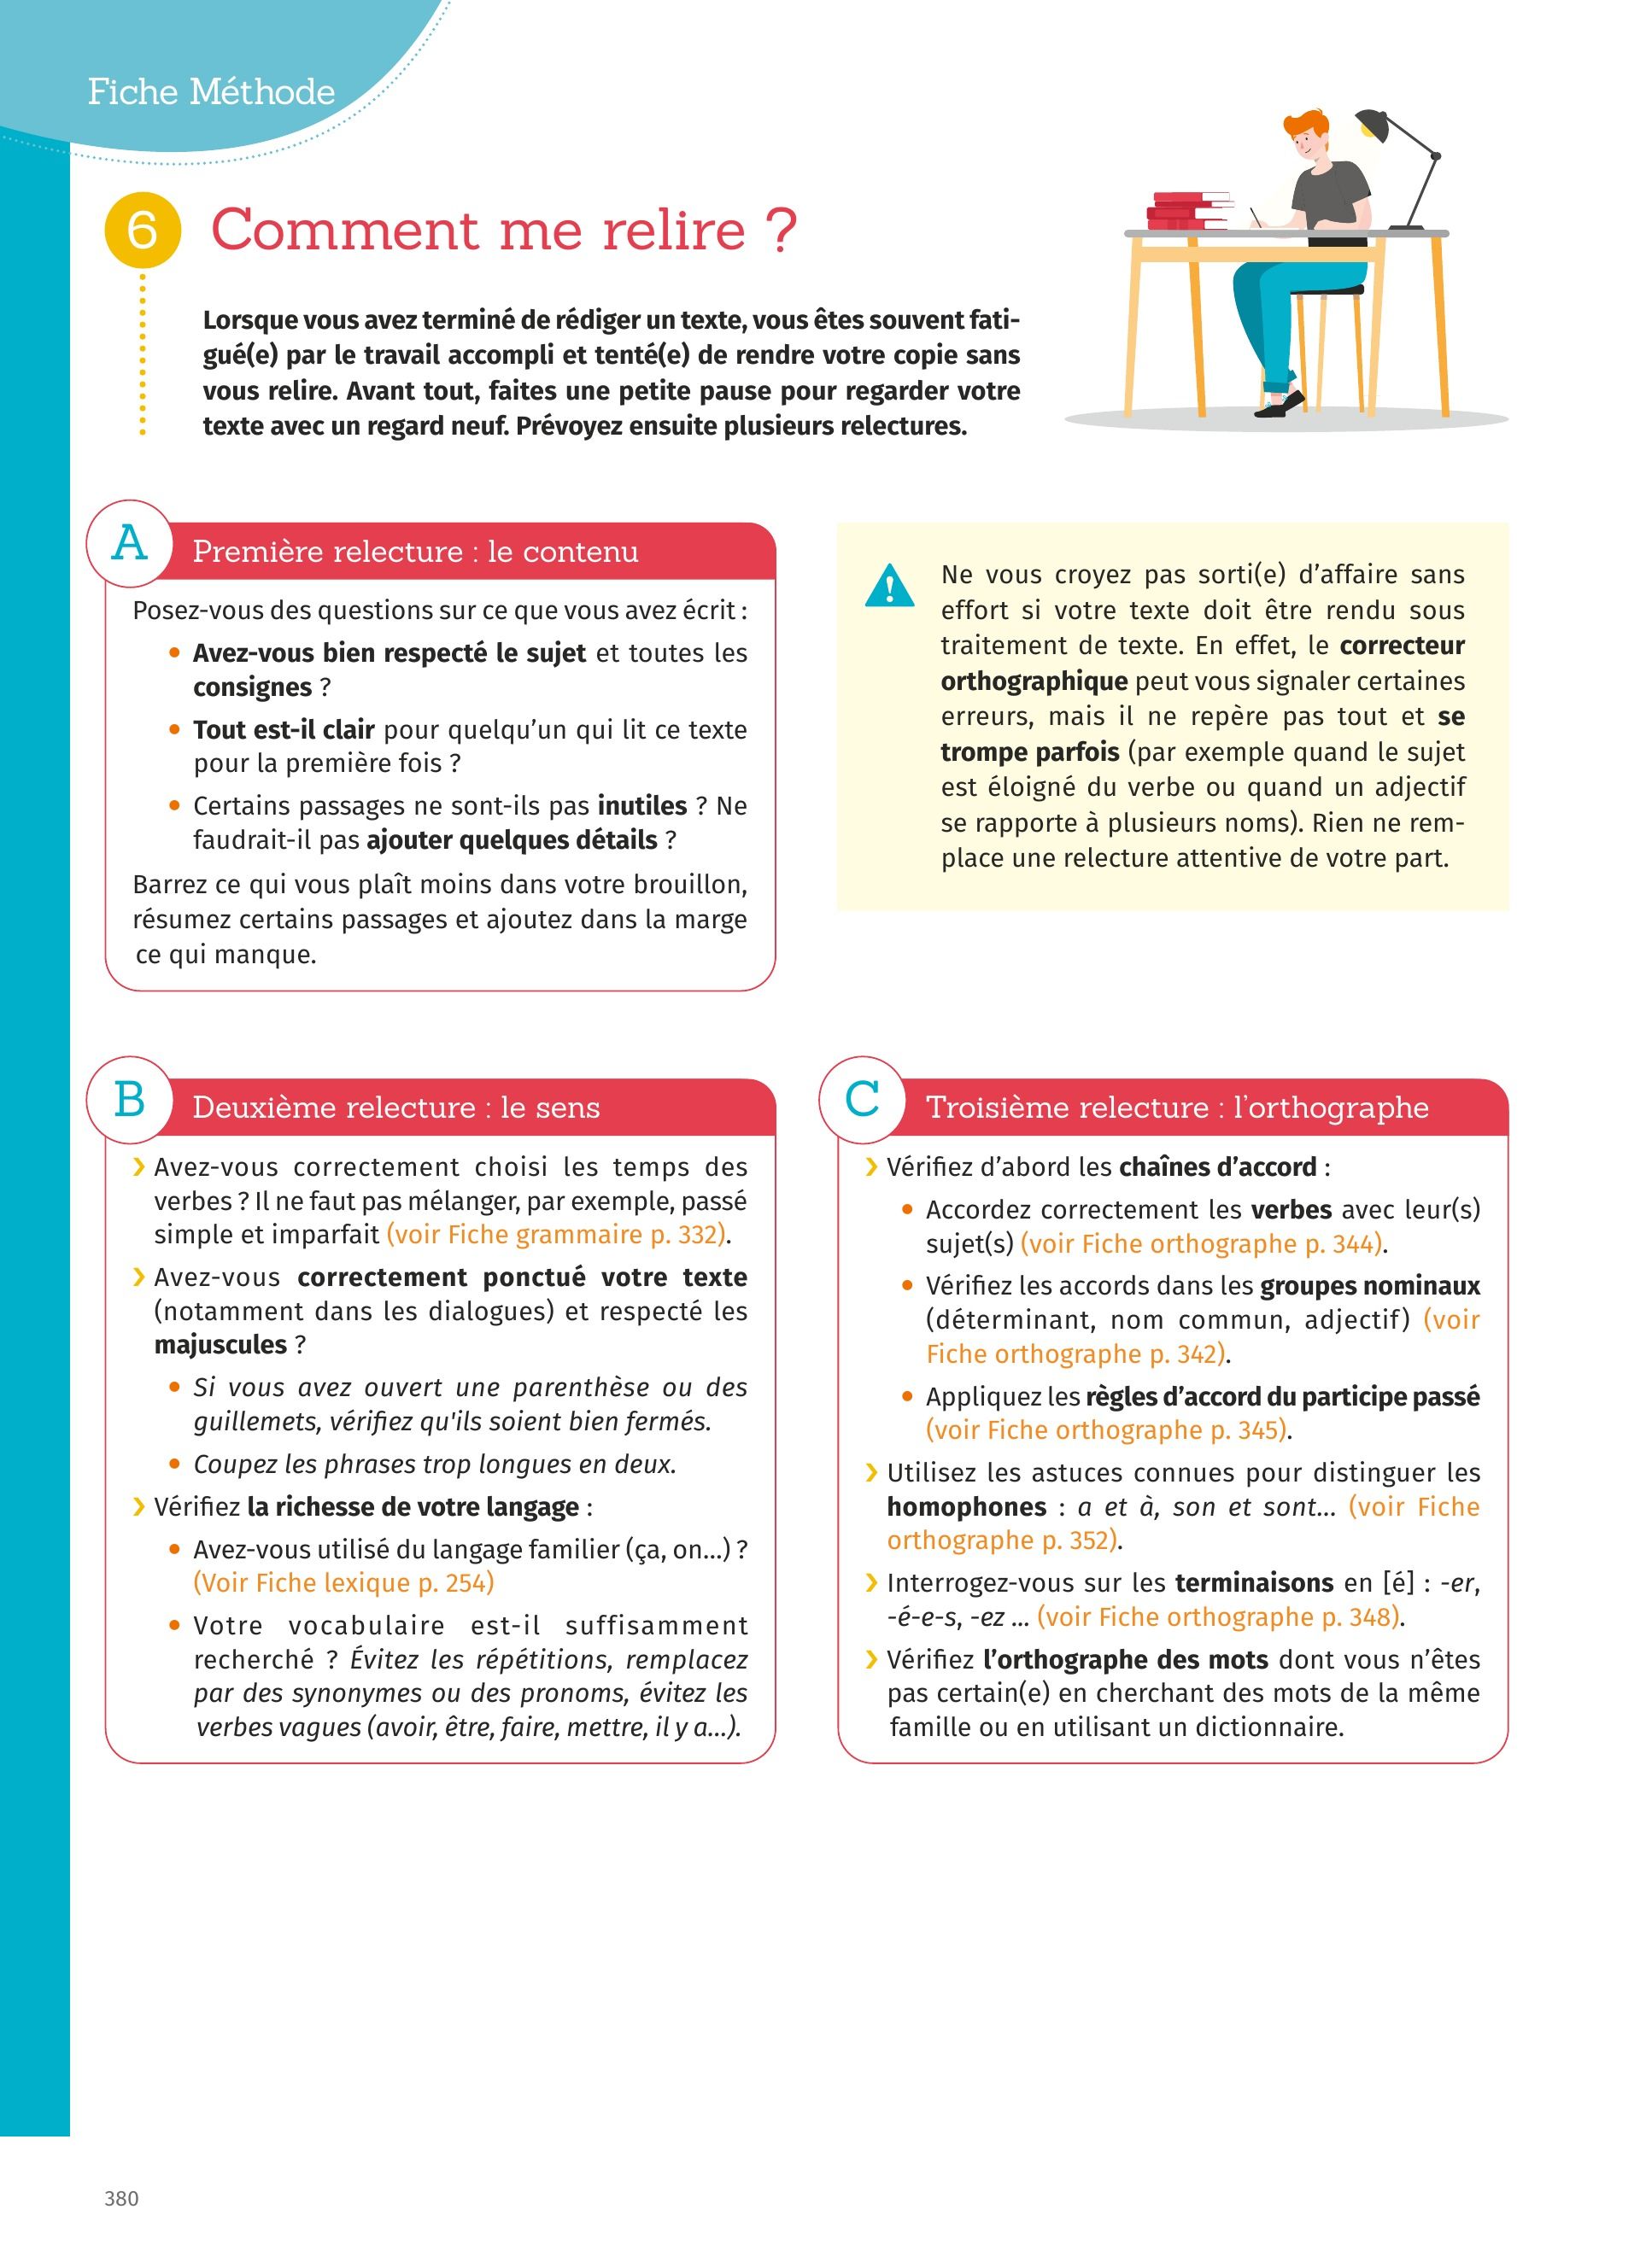 Fiche Méthode
6
Comment me relire ?
Lorsque vous avez terminé de rédiger un texte, vous êtes souvent fati-
gué(e) par le travail accompli et tenté(e) de rendre votre copie sans
vous relire. Avant tout, faites une petite pause pour regarder votre
texte avec un regard neuf. Prévoyez ensuite plusieurs relectures.
A
Première relecture : le contenu
Posez-vous des questions sur ce que vous avez écrit :
• Avez-vous bien respecté le sujet et toutes les
consignes ?
• Tout est-il clair pour quelqu’un qui lit ce texte
pour la première fois ?
• Certains passages ne sont-ils pas inutiles ? Ne
faudrait-il pas ajouter quelques détails ?
Barrez ce qui vous plaît moins dans votre brouillon,
résumez certains passages et ajoutez dans la marge
ce qui manque.
!
Ne vous croyez pas sorti(e) d’affaire sans
effort si votre texte doit être rendu sous
traitement de texte. En effet, le correcteur
orthographique peut vous signaler certaines
erreurs, mais il ne repère pas tout et se
trompe parfois (par exemple quand le sujet
est éloigné du verbe ou quand un adjectif
se rapporte à plusieurs noms). Rien ne rem-
place une relecture attentive de votre part.
B
Deuxième relecture : le sens
› Avez-vous correctement choisi les temps des
verbes ? Il ne faut pas mélanger, par exemple, passé
simple et imparfait (voir Fiche grammaire p. 332).
› Avez-vous correctement ponctué votre texte
(notamment dans les dialogues) et respecté les
majuscules ?
• Si vous avez ouvert une parenthèse ou des
guillemets, vérifiez qu'ils soient bien fermés.
• Coupez les phrases trop longues en deux.
› Vérifiez la richesse de votre langage :
• Avez-vous utilisé du langage familier (ça, on…) ?
(Voir Fiche lexique p. 254)
• Votre vocabulaire est-il suffisamment
recherché ? Évitez les répétitions, remplacez
par des synonymes ou des pronoms, évitez les
verbes vagues (avoir, être, faire, mettre, il y a…).
C
Troisième relecture : l’orthographe
› Vérifiez d’abord les chaînes d’accord :
• Accordez correctement les verbes avec leur(s)
sujet(s) (voir Fiche orthographe p. 344).
• Vérifiez les accords dans les groupes nominaux
(déterminant, nom commun, adjectif) (voir
Fiche orthographe p. 342).
• Appliquez les règles d’accord du participe passé
(voir Fiche orthographe p. 345).
› Utilisez les astuces connues pour distinguer les
homophones : a et à, son et sont… (voir Fiche
orthographe p. 352).
› Interrogez-vous sur les terminaisons en [é] : -er,
-é-e-s, -ez … (voir Fiche orthographe p. 348).
› Vérifiez l’orthographe des mots dont vous n’êtes
pas certain(e) en cherchant des mots de la même
famille ou en utilisant un dictionnaire.
380